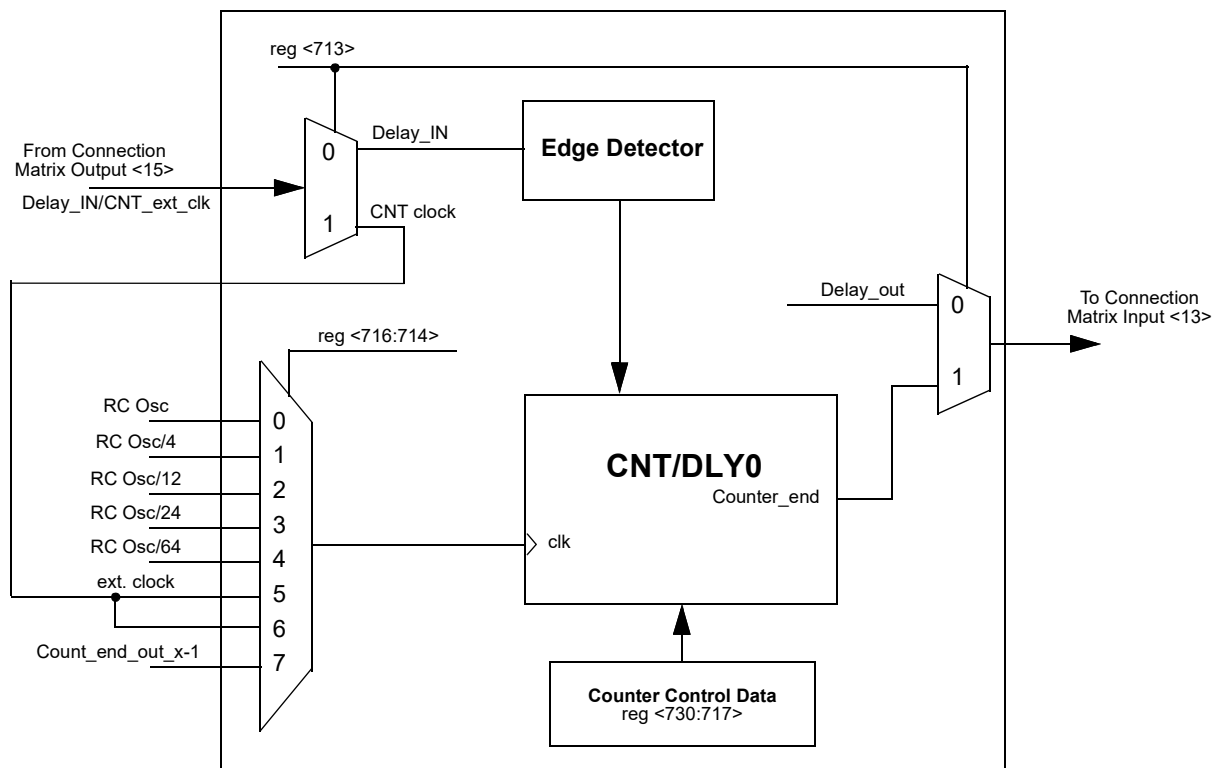 reg <713>
Delay_IN
Edge Detector
0
From Connection
Matrix Output <15>
Delay_IN/CNT_ext_clk
1
CNT clock
Delay_out
0
To Connection
Matrix Input <13>
reg <716:714>
1
RC Osc
0
RC Osc/4
1
CNT/DLY0
RC Osc/12
2
Counter_end
RC Osc/24
3
RC Osc/64
4
clk
ext. clock
5
6
Count_end_out_x-1
7
Counter Control Data
reg <730:717>